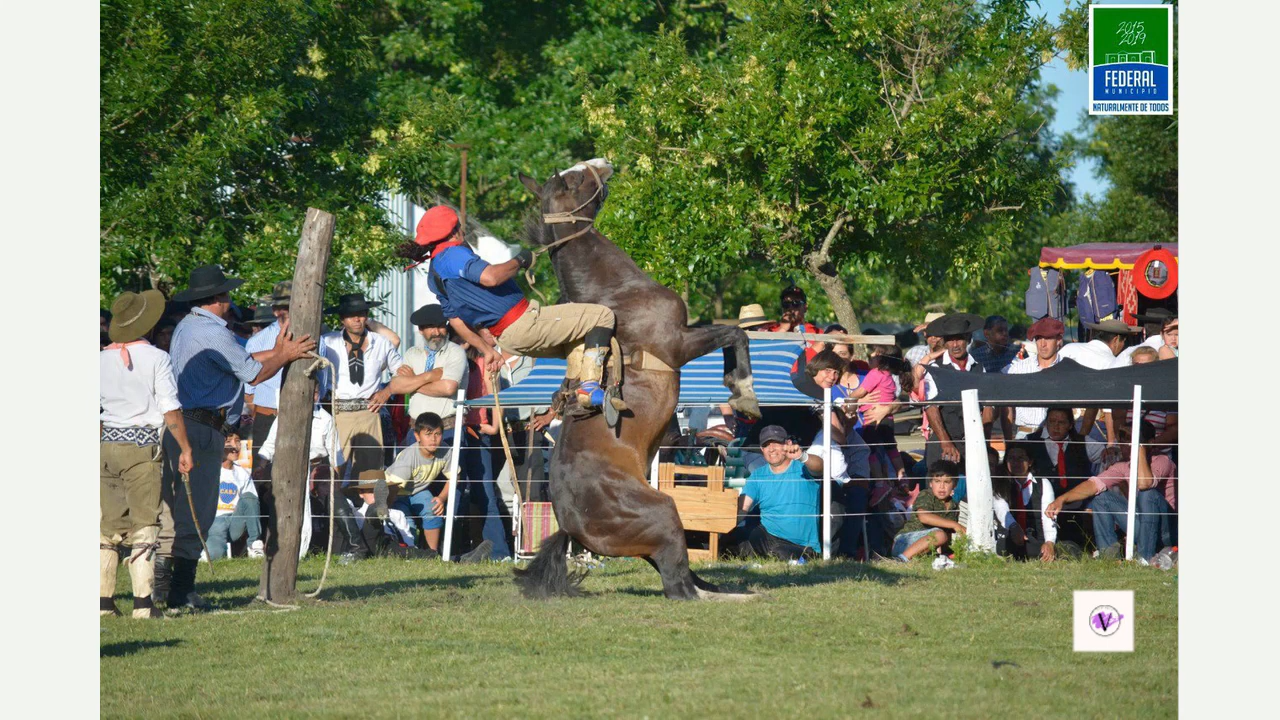 2015
2019
FEDERAL
MUNICIPIO
NATURALMENTE DE TODOS
V